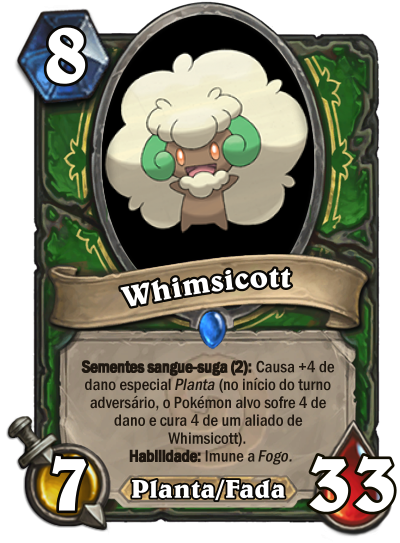 8
Whimsicott
Sementes sangue-suga (2): Causa +4 de
dano especial Planta (no início do turno
adversário, o Pokémon alvo sofre 4 de
dano e cura 4 de um aliado de
Whimsicott).
Habilidade: Imune a Fogo.
7
Planta/Fada
33